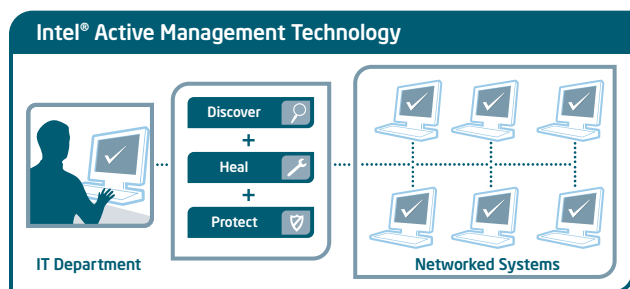 Intel® Active Management Technology
Discover
+
Heal
+
Protect
IT Department
Networked Systems